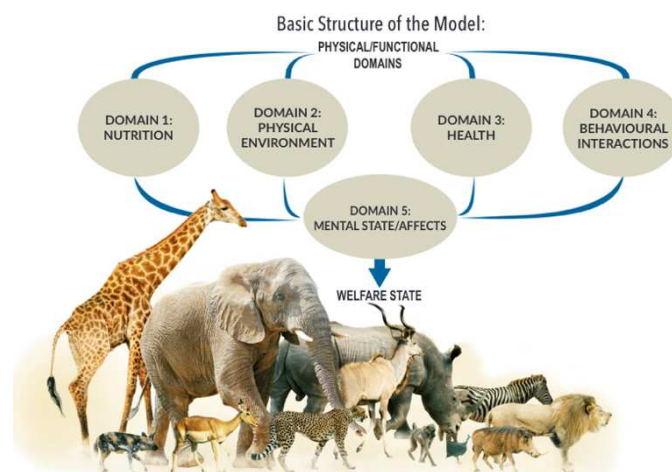 Basic Structure of the Model:
PHYSICAL/FUNCTIONAL
DOMAINS
DOMAIN 1:
NUTRITION
DOMAIN 2:
PHYSICAL
ENVIRONMENT
DOMAIN 3:
HEALTH
DOMAIN 4:
BEHAVIOURAL
INTERACTIONS
DOMAIN 5:
MENTAL STATE/AFFECTS
WELFARE STATE